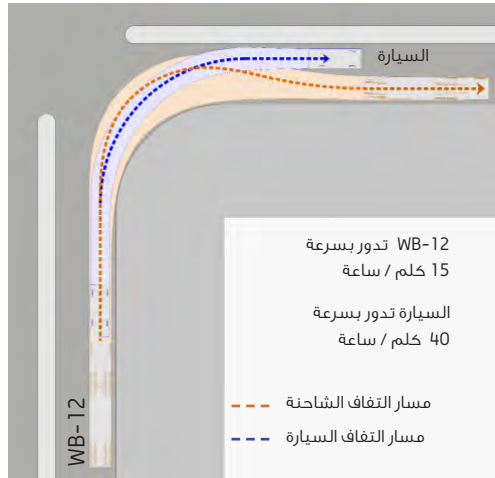 السيارة
WB-12 تدور بسرعة
15 كلم / ساعة
السيارة تدور بسرعة
40 كلم / ساعة
مسار التفاف الشاحنة
مسار التفاف السيارة
WB-12